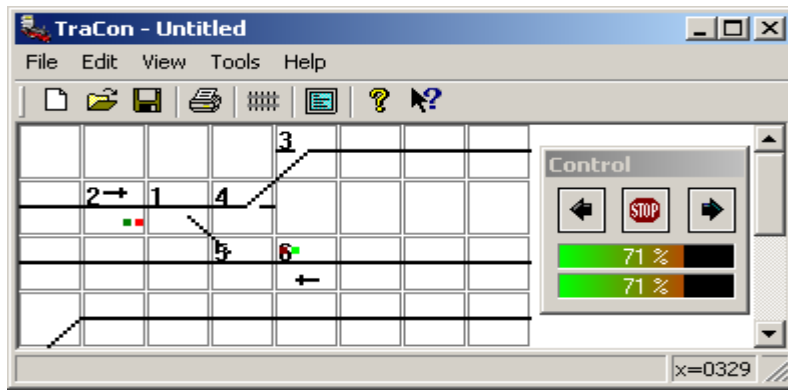 TraCon - Untitled
File Edit View Tools Help
3
Control
2 1 4
STOP
5 6
71 %
71 %
x=0329